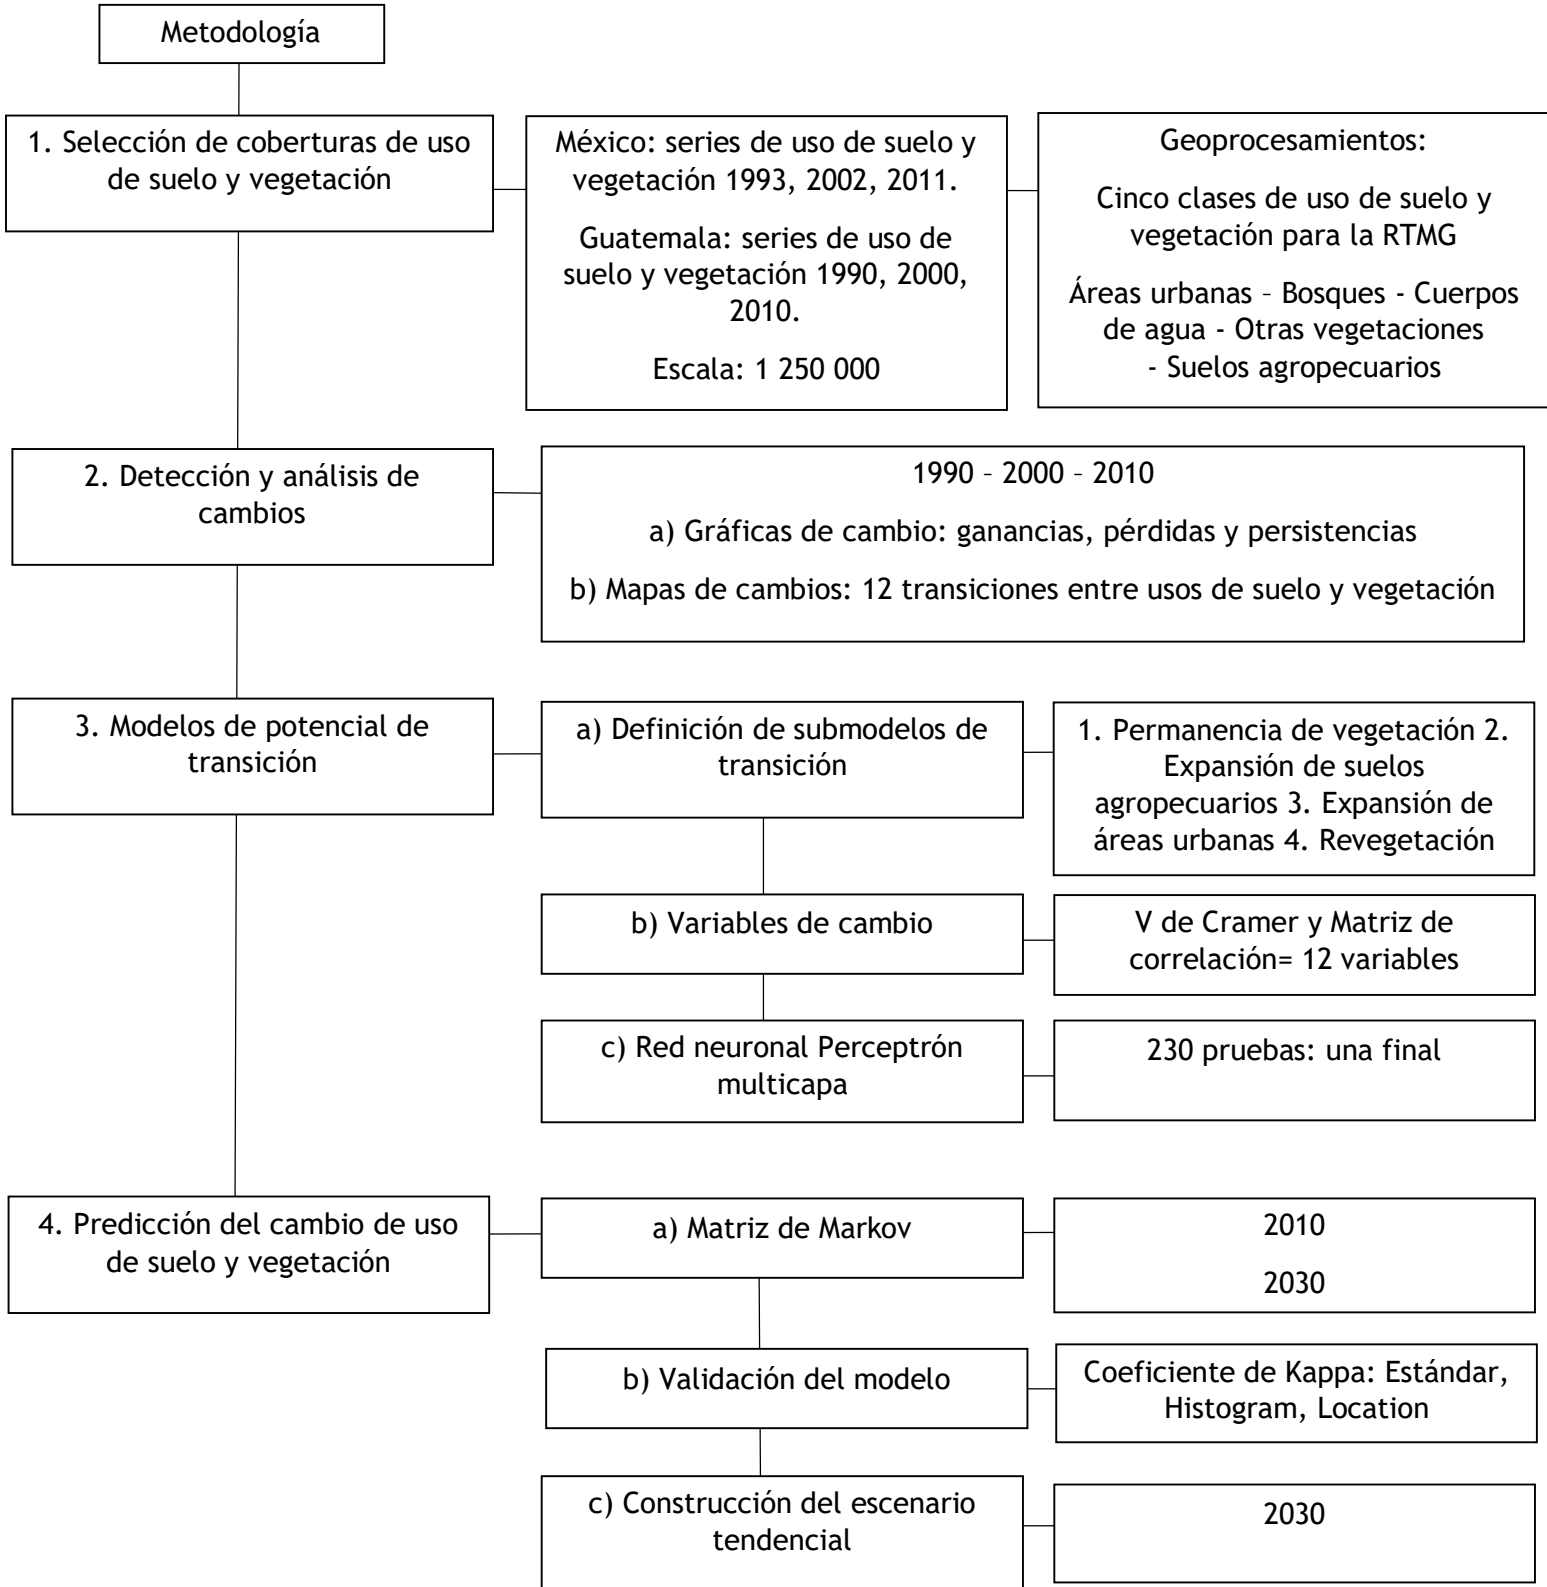 Metodología
1. Selección de coberturas de uso
de suelo y vegetación
México: series de uso de suelo y
vegetación 1993, 2002, 2011.
Guatemala: series de uso de
suelo y vegetación 1990, 2000,
2010.
Escala: 1 250 000
Geoprocesamientos:
Cinco clases de uso de suelo y
vegetación para la RTMG
Áreas urbanas – Bosques - Cuerpos
de agua - Otras vegetaciones
- Suelos agropecuarios
2. Detección y análisis de
cambios
1990 – 2000 – 2010
a) Gráficas de cambio: ganancias, pérdidas y persistencias
b) Mapas de cambios: 12 transiciones entre usos de suelo y vegetación
3. Modelos de potencial de
transición
a) Definición de submodelos de
transición
1. Permanencia de vegetación 2.
Expansión de suelos
agropecuarios 3. Expansión de
áreas urbanas 4. Revegetación
b) Variables de cambio
V de Cramer y Matriz de
correlación= 12 variables
c) Red neuronal Perceptrón
multicapa
230 pruebas: una final
4. Predicción del cambio de uso
de suelo y vegetación
a) Matriz de Markov
2010
2030
b) Validación del modelo
Coeficiente de Kappa: Estándar,
Histogram, Location
c) Construcción del escenario
tendencial
2030